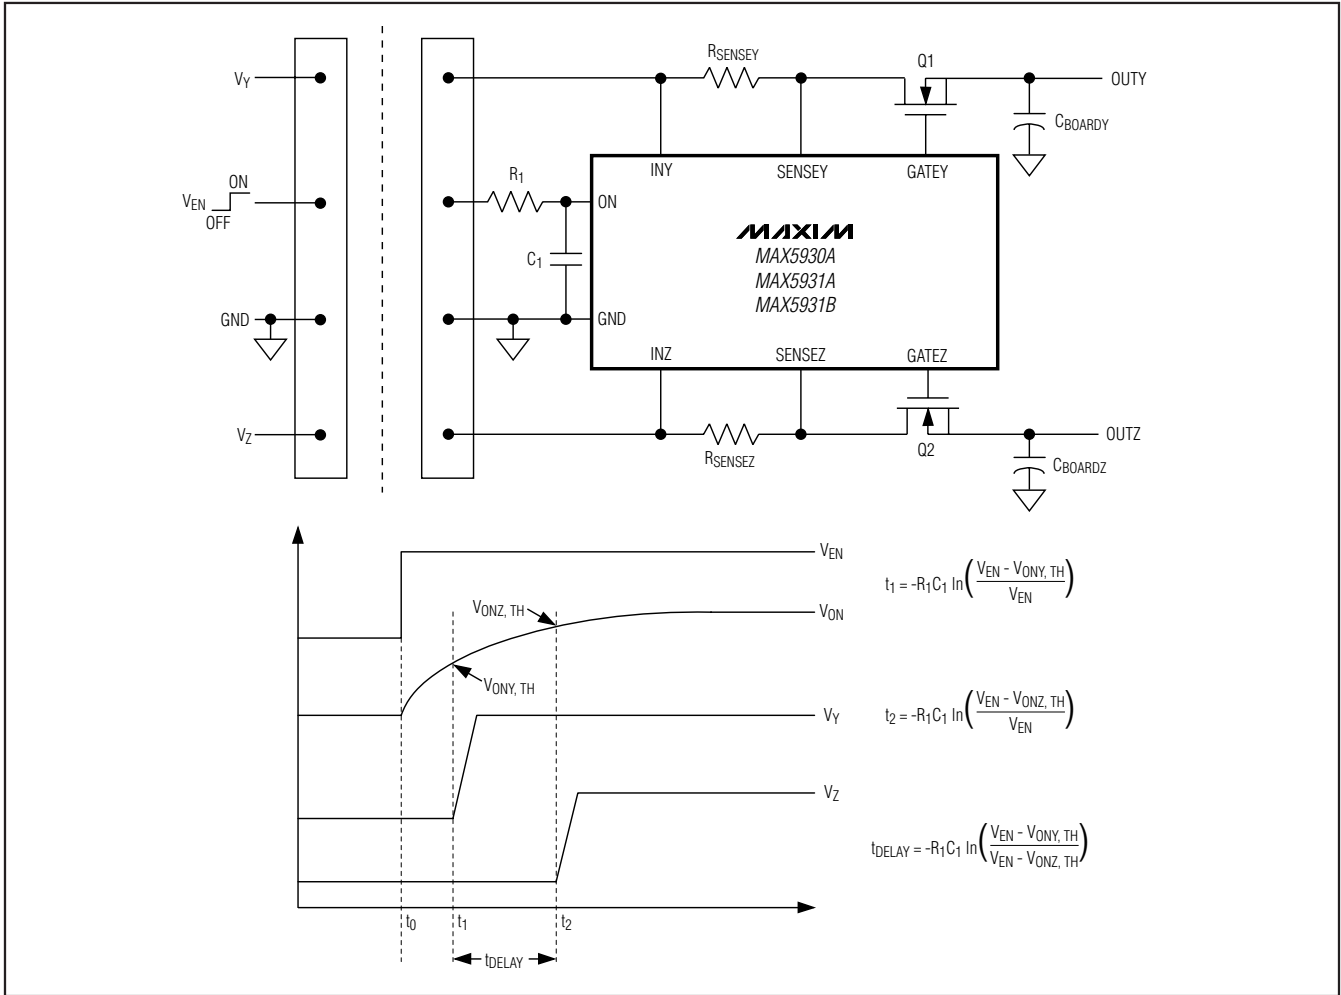 RSENSEY
Q1
VY
OUTY
CBOARDY
INY
SENSEY
GATEY
ON
VEN
OFF
R1
ON
C1
MAXIM
MAX5930A
MAX5931A
MAX5931B
GND
GND
INZ
SENSEZ
GATEZ
VZ
RSENSEZ
Q2
OUTZ
CBOARDZ
VEN
t1 = -R1C1 ln(VEN - VONY, TH / VEN)
VONZ, TH
VON
VONY, TH
VY
t2 = -R1C1 ln(VEN - VONZ, TH / VEN)
VZ
tDELAY = -R1C1 ln(VEN - VONY, TH / VEN - VONZ, TH)
t0
t1
t2
tDELAY